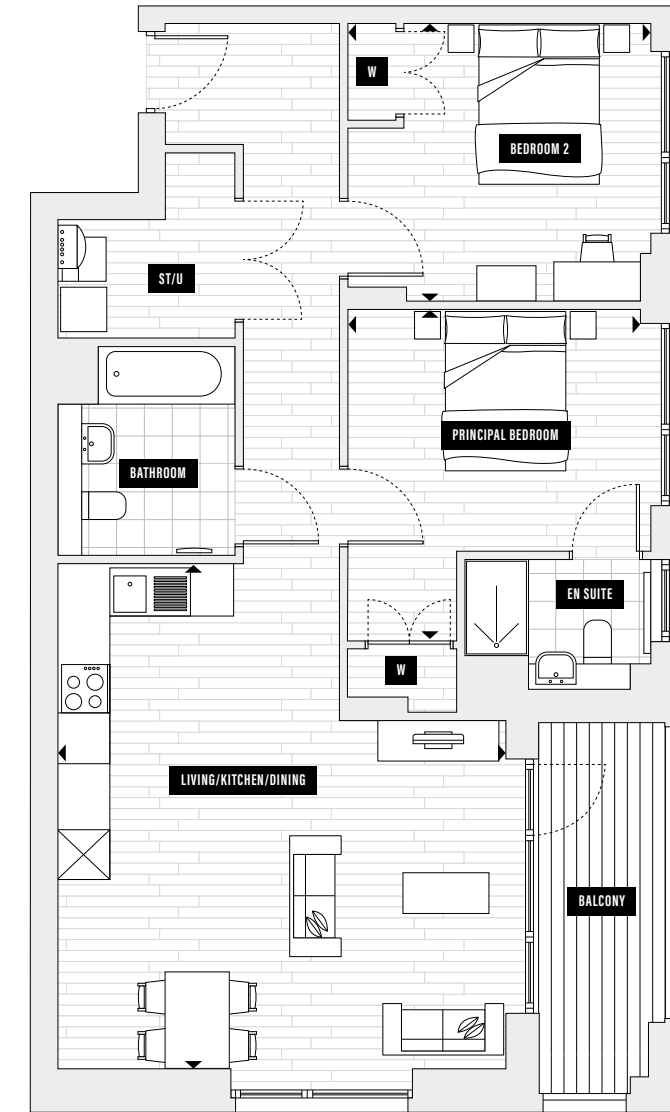 W
BEDROOM 2
ST/U
PRINCIPAL BEDROOM
BATHROOM
EN SUITE
W
LIVING/KITCHEN/DINING
BALCONY